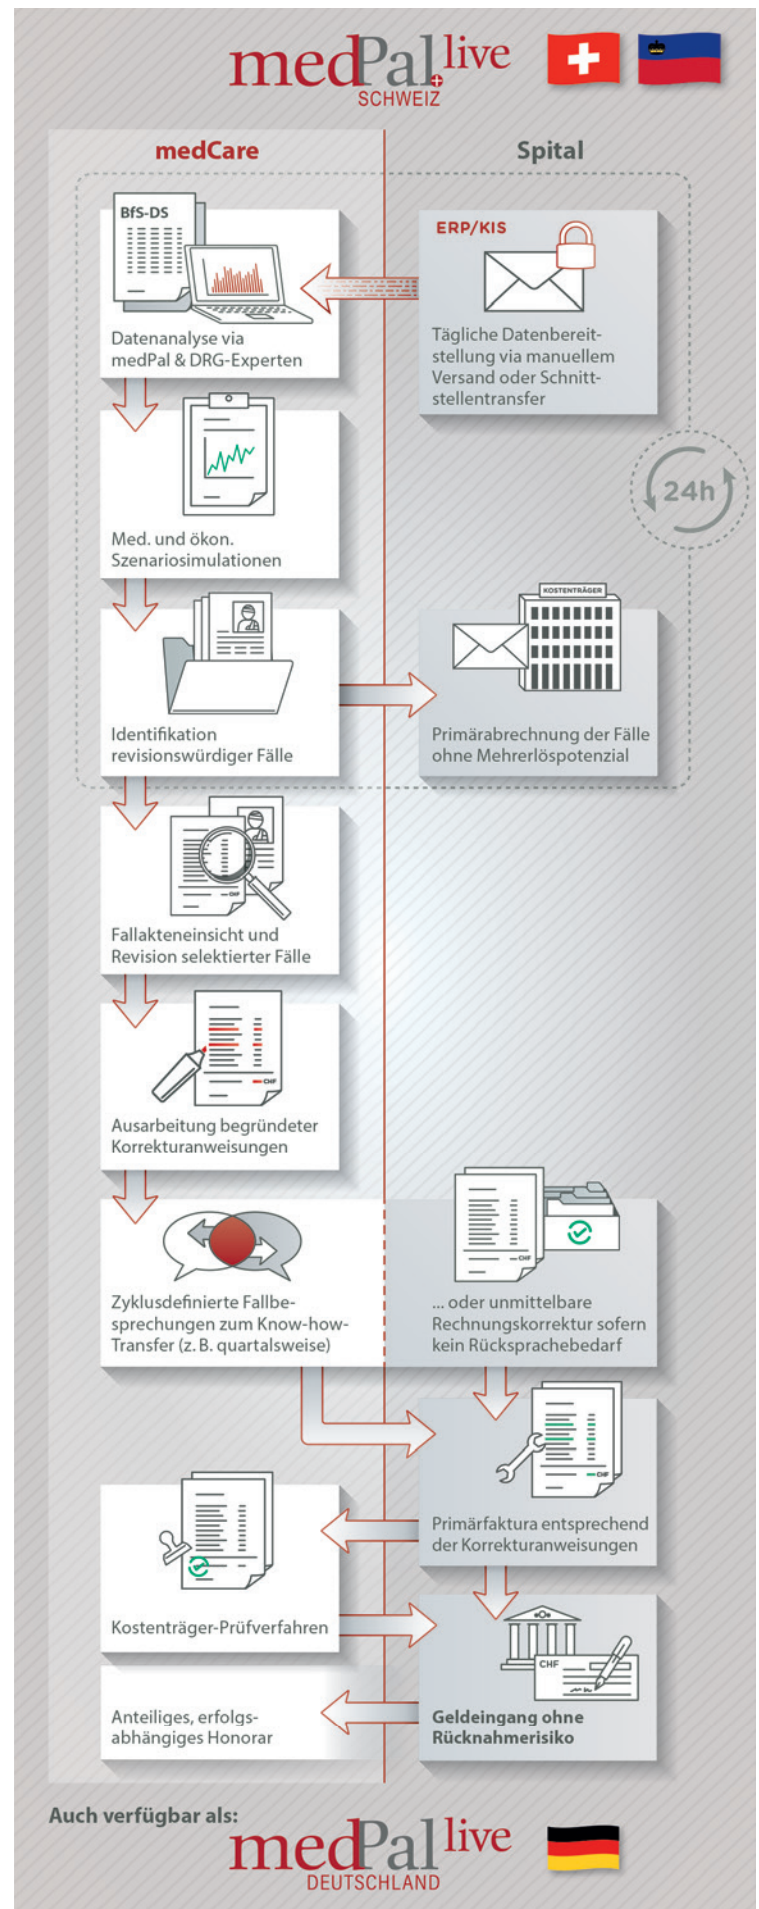 medPal live
SCHWEIZ
medCare
Spital
BfS-DS
Datenanalyse via
medPal & DRG-Experten
ERP/KIS
Tägliche Datenbereit-
stellung via manuellem
Versand oder Schnitt-
stellentransfer
24h
Med. und ökon.
Szenariosimulationen
Identifikation
revisionswürdiger Fälle
KOSTENTRÄGER
Primärabrechnung der Fälle
ohne Mehrerlöspotenzial
CHF
Fallakteneinsicht und
Revision selektierter Fälle
CHF
Ausarbeitung begründeter
Korrekturanweisungen
Zyklusdefinierte Fallbe-
sprechungen zum Know-how-
Transfer (z. B. quartalsweise)
CHF
... oder unmittelbare
Rechnungskorrektur sofern
kein Rücksprachebedarf
CHF
Primärfaktura entsprechend
der Korrekturanweisungen
Kostenträger-Prüfverfahren
CHF
Geldeingang ohne
Rücknahmerisiko
Anteiliges, erfolgs-
abhängiges Honorar
Auch verfügbar als:
medPal live
DEUTSCHLAND